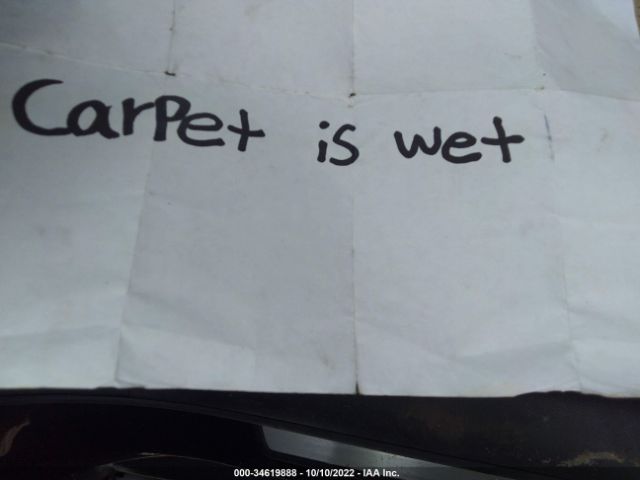 Carpet is wet
000-34619888 - 10/10/2022 - IAA Inc.